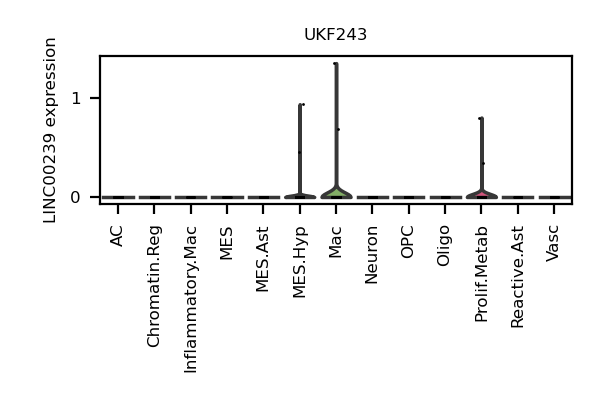 UKF243
LINC00239 expression
1
0
AC
Chromatin.Reg
Inflammatory.Mac
MES
MES.Ast
MES.Hyp
Mac
Neuron
OPC
Oligo
Prolif.Metab
Reactive.Ast
Vasc